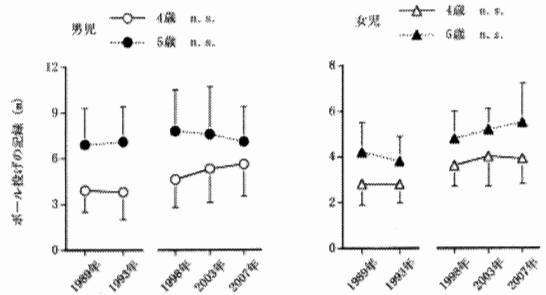 男児
4歳 n.s.
5歳 n.s.
ボール投げの記録 (m)
12
9
6
3
0
1989年
1993年
1998年
2003年
2007年
女児
4歳 n.s.
5歳 n.s.
8
6
4
2
0
1989年
1993年
1998年
2003年
2007年